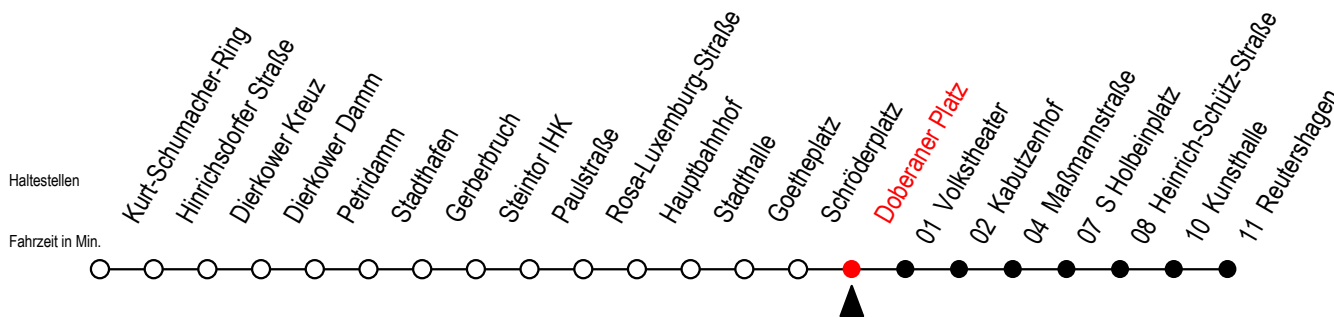 Haltestellen
Fahrzeit in Min.
Kurt-Schumacher-Ring
Hinrichsdorfer Straße
Dierkower Kreuz
Dierkower Damm
Petridamm
Stadthafen
Gerberbruch
Steintor IHK
Paulstraße
Rosa-Luxemburg-Straße
Hauptbahnhof
Stadthalle
Goetheplatz
Schröderplatz
Doberaner Platz
01 Volkstheater
02 Kabutzenhof
04 Maßmannstraße
07 S Holbeinplatz
08 Heinrich-Schütz-Straße
10 Kunsthalle
11 Reutershagen